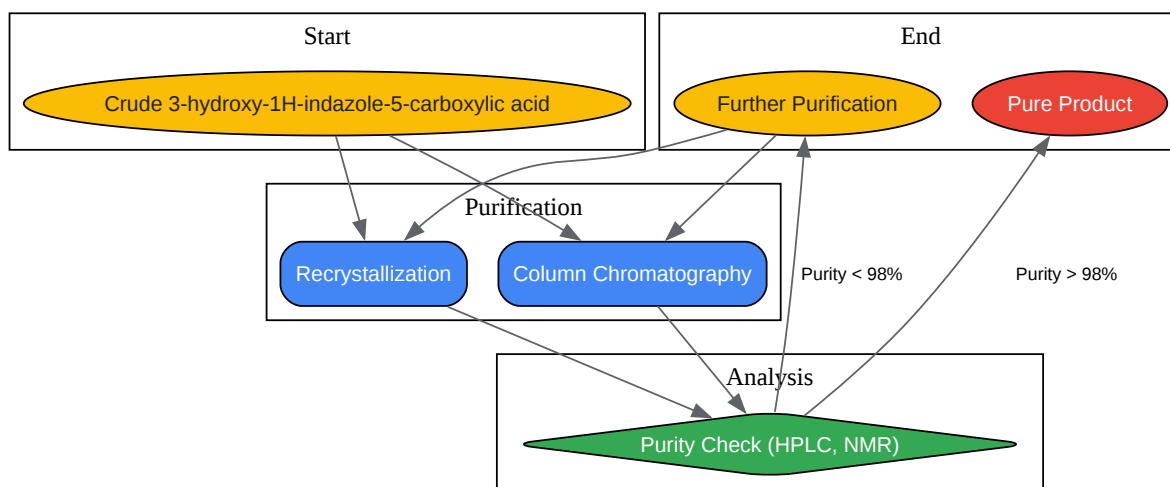 Start
End
Crude 3-hydroxy-1H-indazole-5-carboxylic acid
Further Purification
Pure Product
Purification
Recrystallization
Column Chromatography
Purity < 98%
Purity > 98%
Analysis
Purity Check (HPLC, NMR)